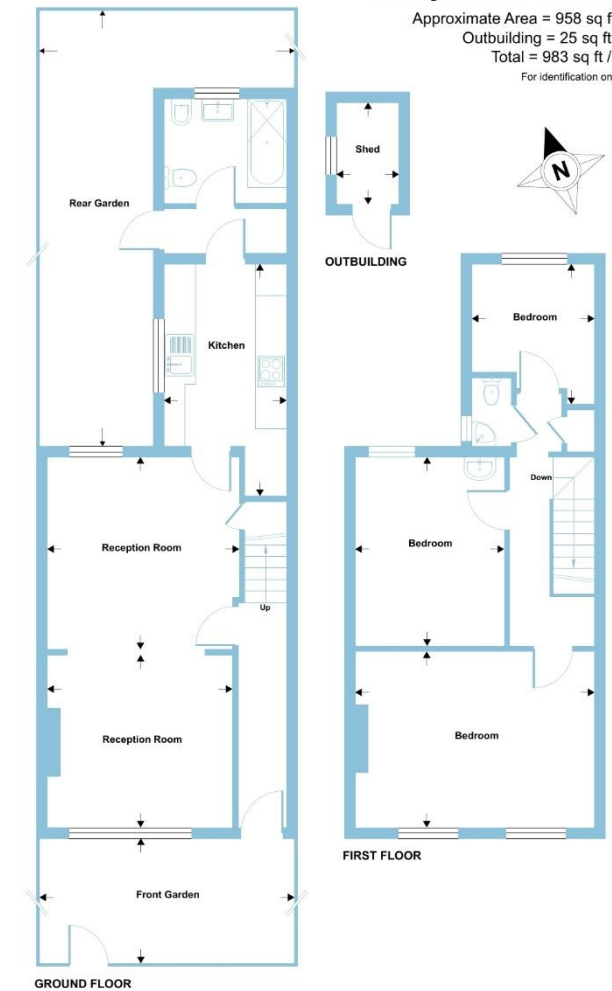 Approximate Area = 958 sq f
Outbuilding = 25 sq ft
Total = 983 sq ft /
For identification on
Shed
N
Rear Garden
OUTBUILDING
Bedroom
Kitchen
Down
Reception Room
Bedroom
Up
Reception Room
Bedroom
FIRST FLOOR
Front Garden
GROUND FLOOR